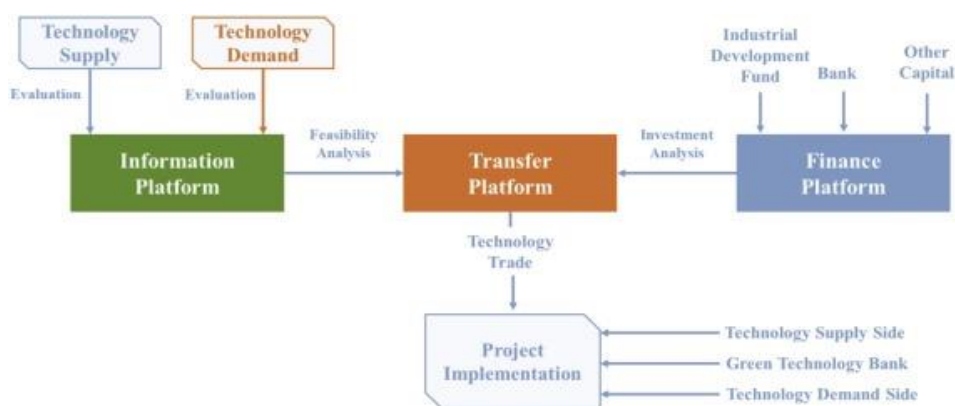 Technology
Supply
Technology
Demand
Industrial
Development
Fund
Bank
Other
Capital
Evaluation
Evaluation
Information
Platform
Feasibility
Analysis
Transfer
Platform
Investment
Analysis
Finance
Platform
Technology
Trade
Project
Implementation
Technology Supply Side
Green Technology Bank
Technology Demand Side